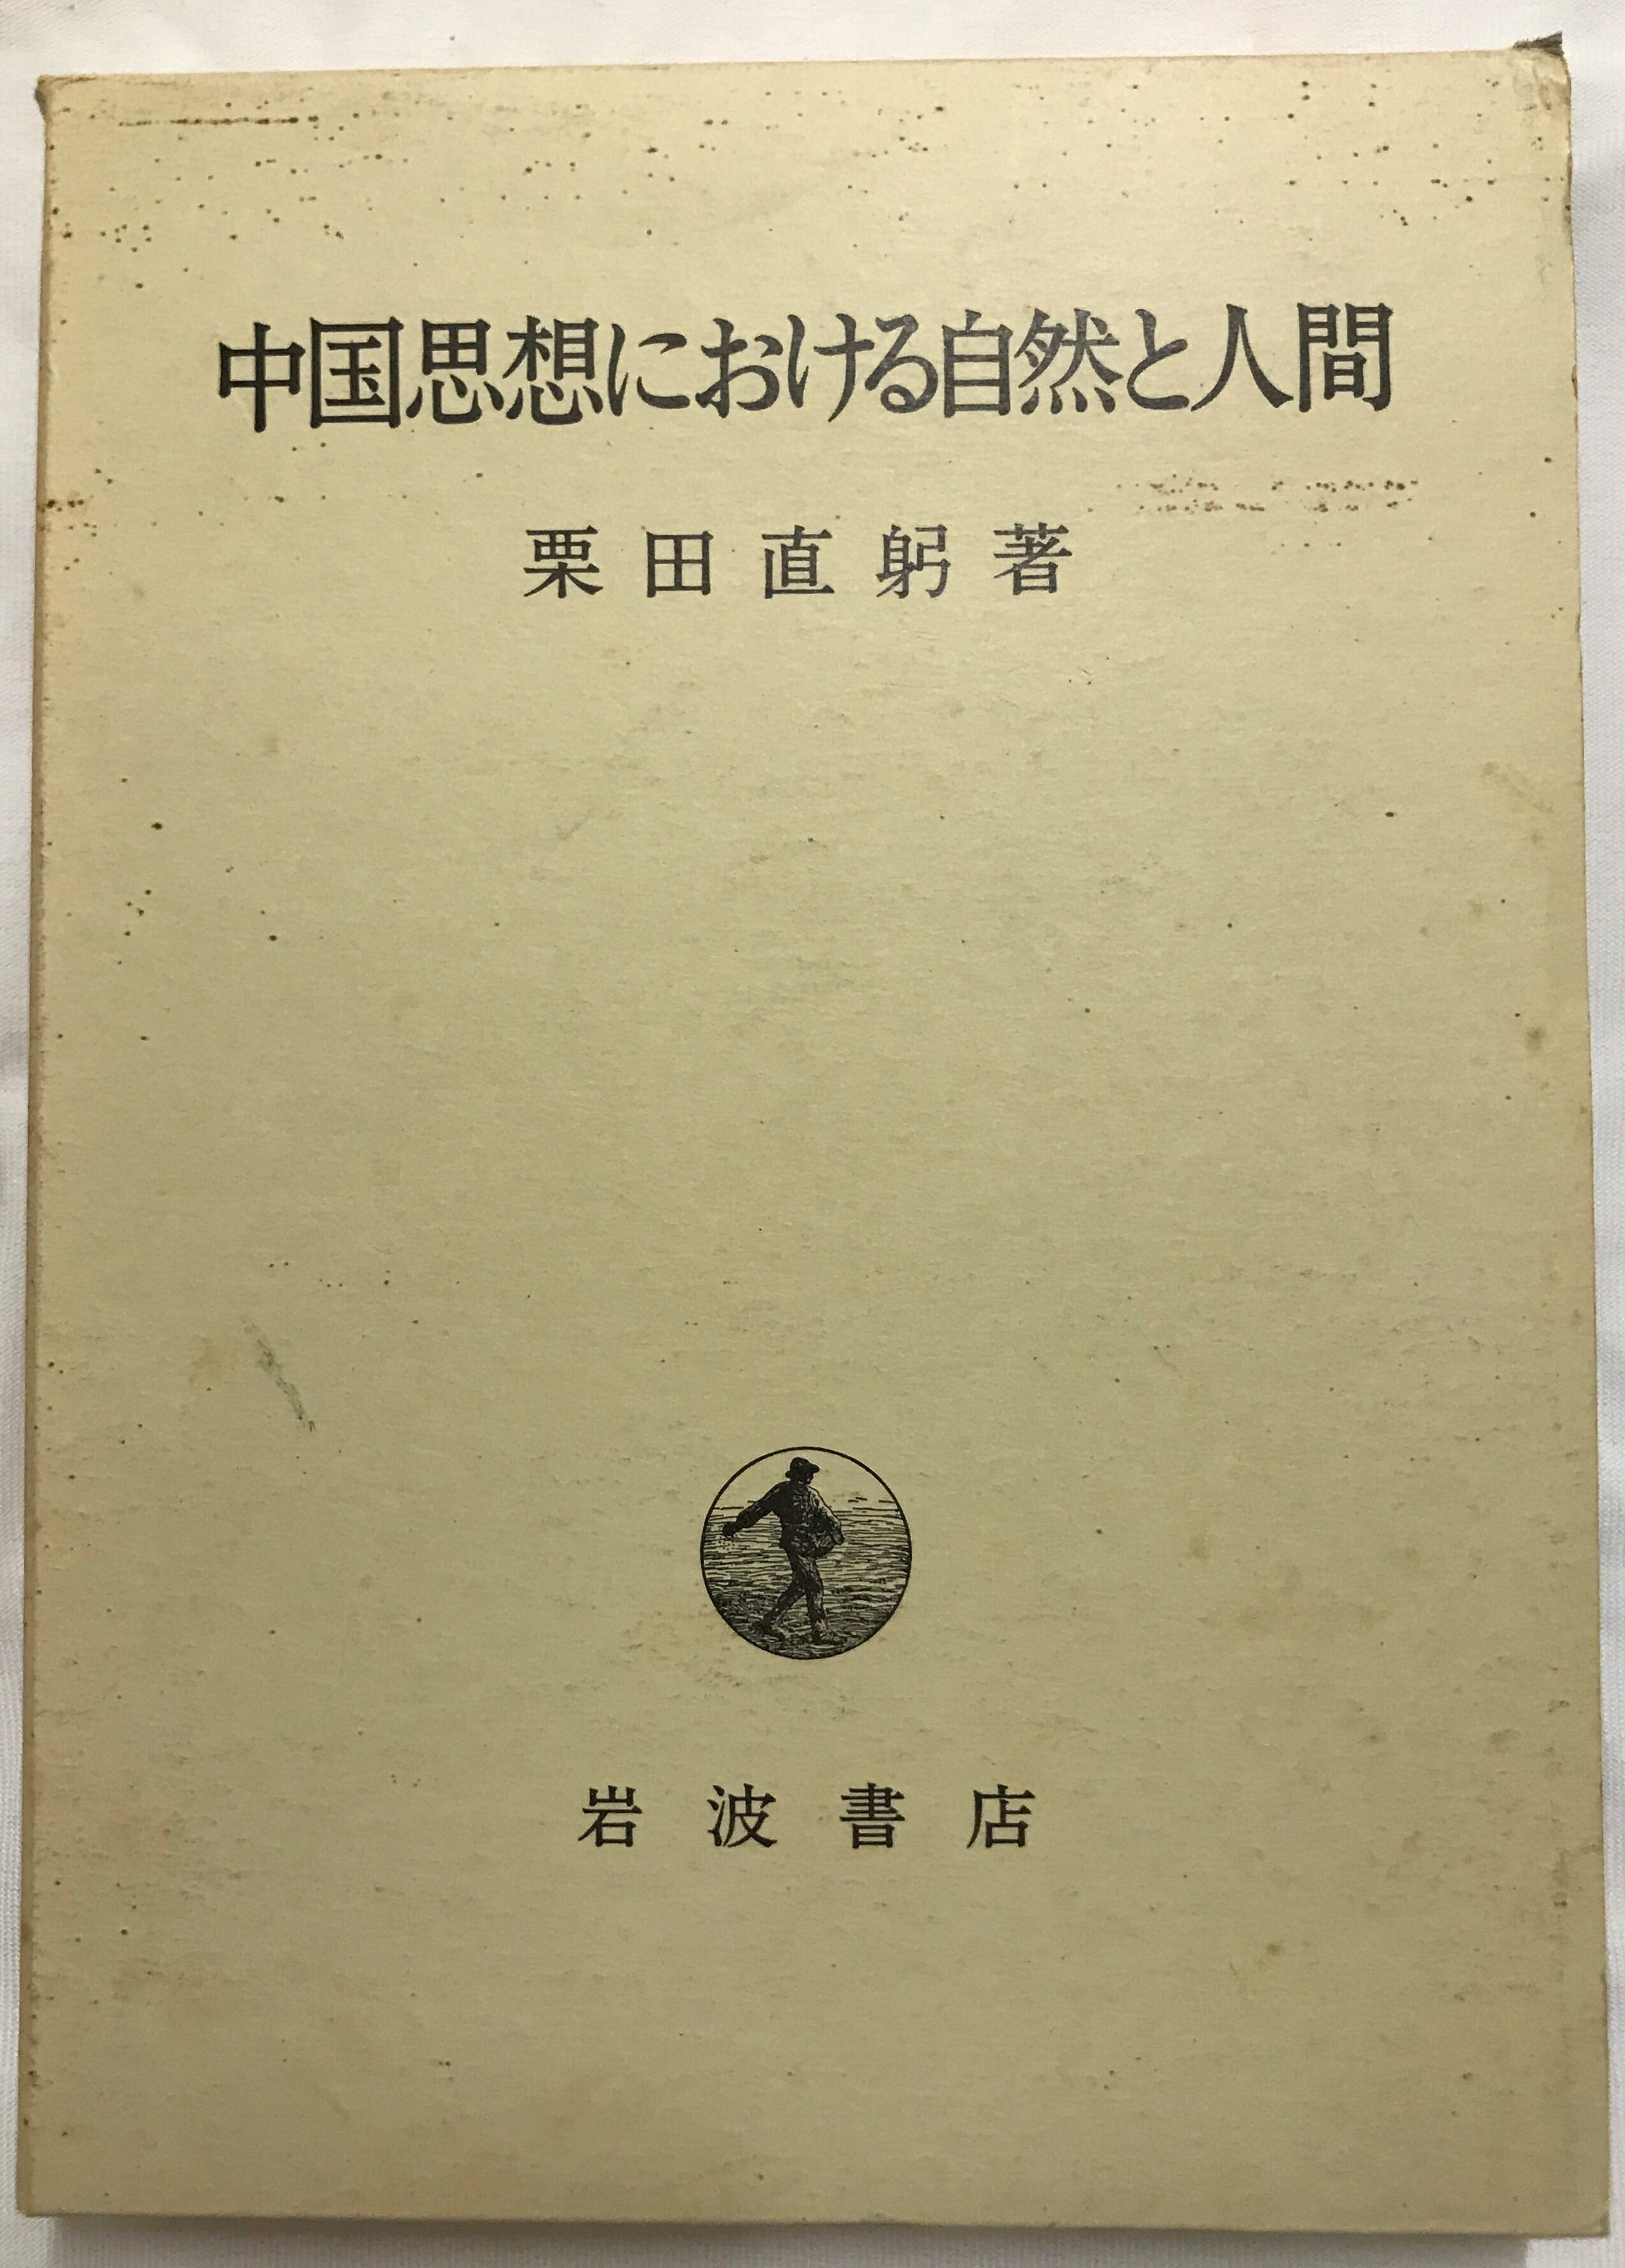 中国思想における自然と人間
栗田直躬著
岩波書店